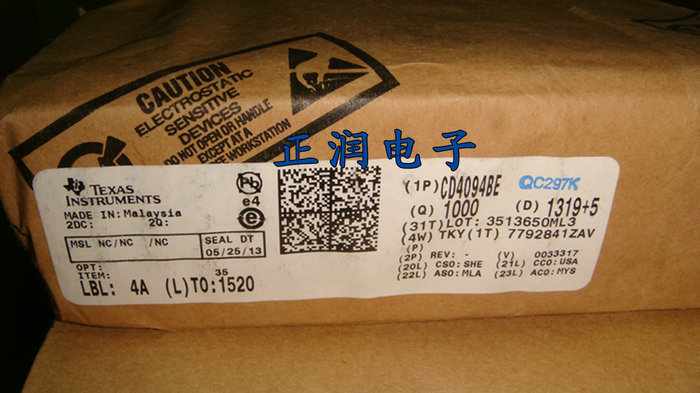 CAUTION
ELECTROSTATIC
SENSITIVE
DEVICES
DO NOT OPEN OR HANDLE
EXCEPT AT A
WORKSTATION
正润电子
TEXAS
INSTRUMENTS
MADE IN: Malaysia
2DC: 2Q:
MSL NC/NC /NC
SEAL DT
05/25/13
OPT:
ITEM: 35
LBL: 4A (L)TO:1520
Pb
e4
e
(1P) CD4094BE QC297K
(Q) 1000 (D) 1319+5
(31T)LOT: 3513650ML3
(4W) TKY(1T) 7792841ZAV
(P)
(2P) REV: - (V) 0033317
(20L) CSO:SHE (21L) CCO:USA
(22L) ASO:MLA (23L) ACO:MYS